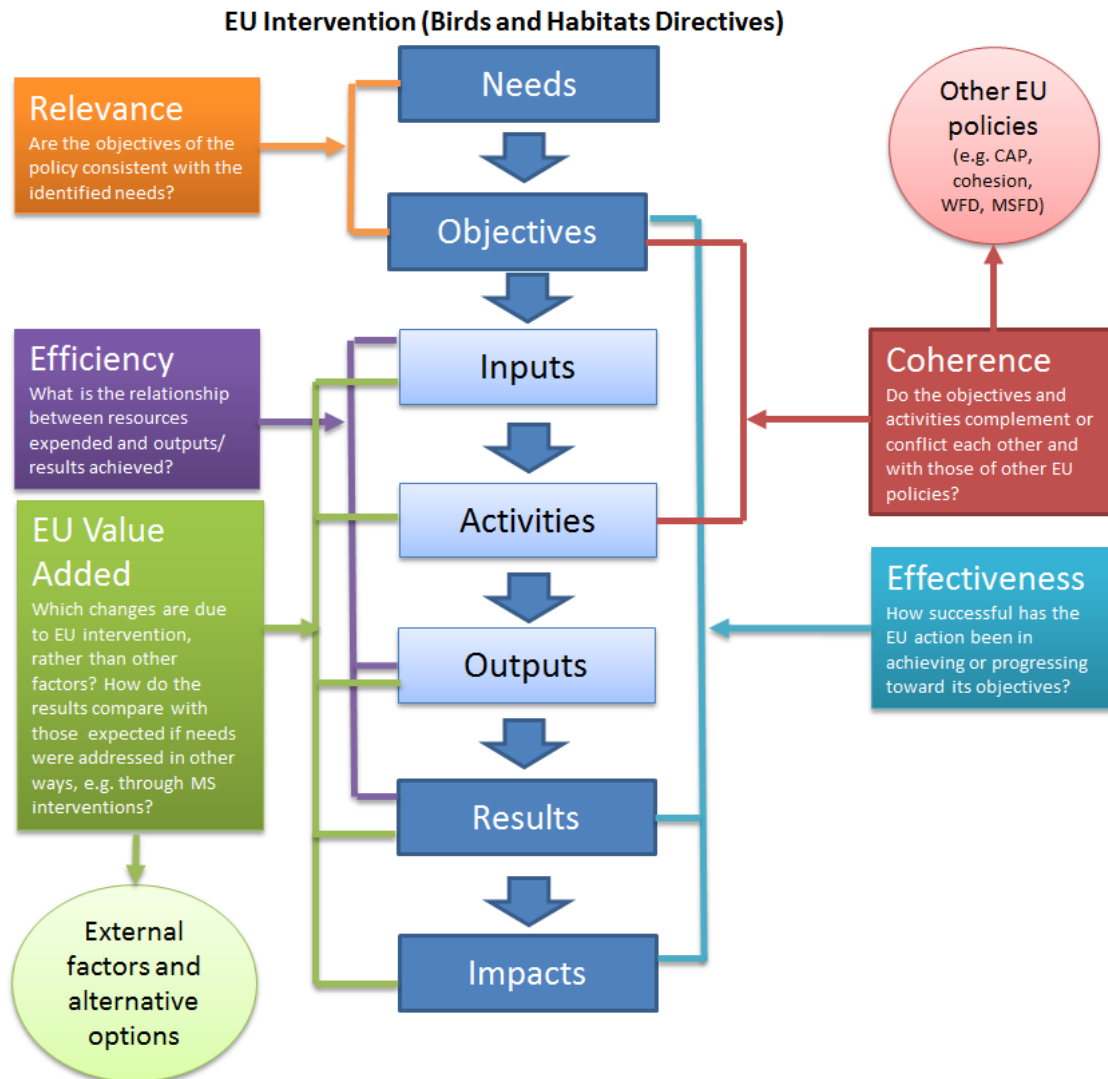 EU Intervention (Birds and Habitats Directives)
Needs
Relevance
Are the objectives of the
policy consistent with the
identified needs?
Other EU
policies
(e.g. CAP,
cohesion,
WFD, MSFD)
Objectives
Efficiency
What is the relationship
between resources
expended and outputs/
results achieved?
Inputs
Coherence
Do the objectives and
activities complement or
conflict each other and
with those of other EU
policies?
Activities
EU Value
Added
Which changes are due
to EU intervention,
rather than other
factors? How do the
results compare with
those expected if needs
were addressed in other
ways, e.g. through MS
interventions?
Effectiveness
How successful has the
EU action been in
achieving or progressing
toward its objectives?
Outputs
Results
External
factors and
alternative
options
Impacts